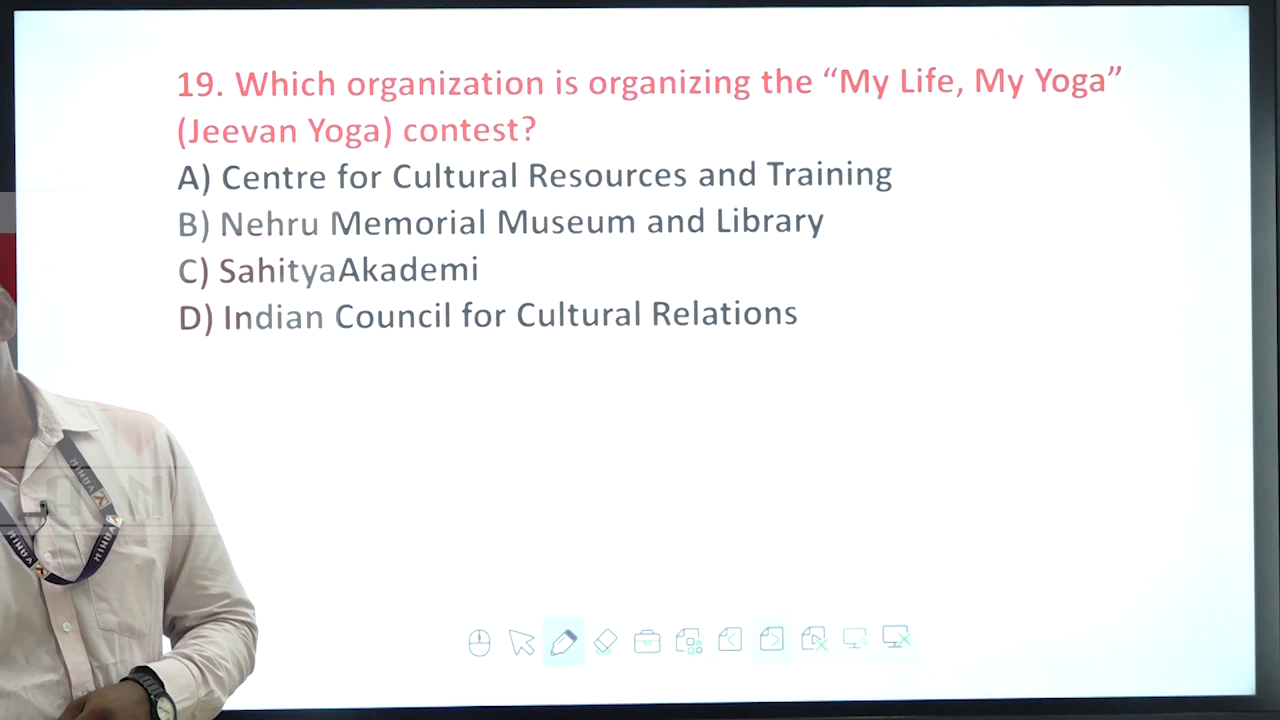 19. Which organization is organizing the “My Life, My Yoga”
(Jeevan Yoga) contest?
A) Centre for Cultural Resources and Training
B) Nehru Memorial Museum and Library
C) SahityaAkademi
D) Indian Council for Cultural Relations